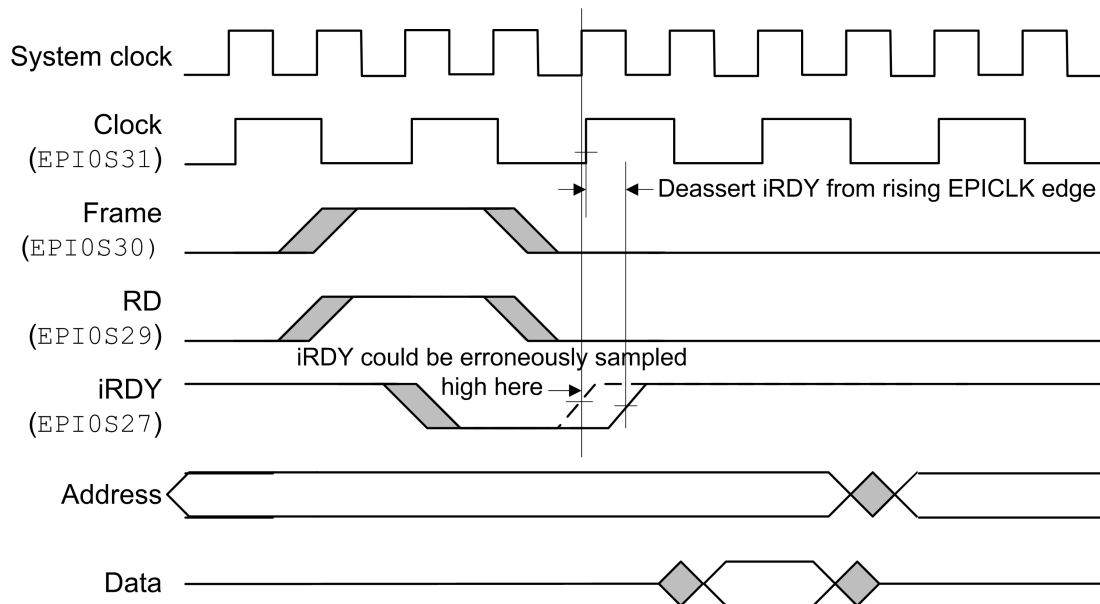 System clock
Clock
(EPI0S31)
Deassert iRDY from rising EPICLK edge
Frame
(EPI0S30)
RD
(EPI0S29)
iRDY could be erroneously sampled
high here
iRDY
(EPI0S27)
Address
Data